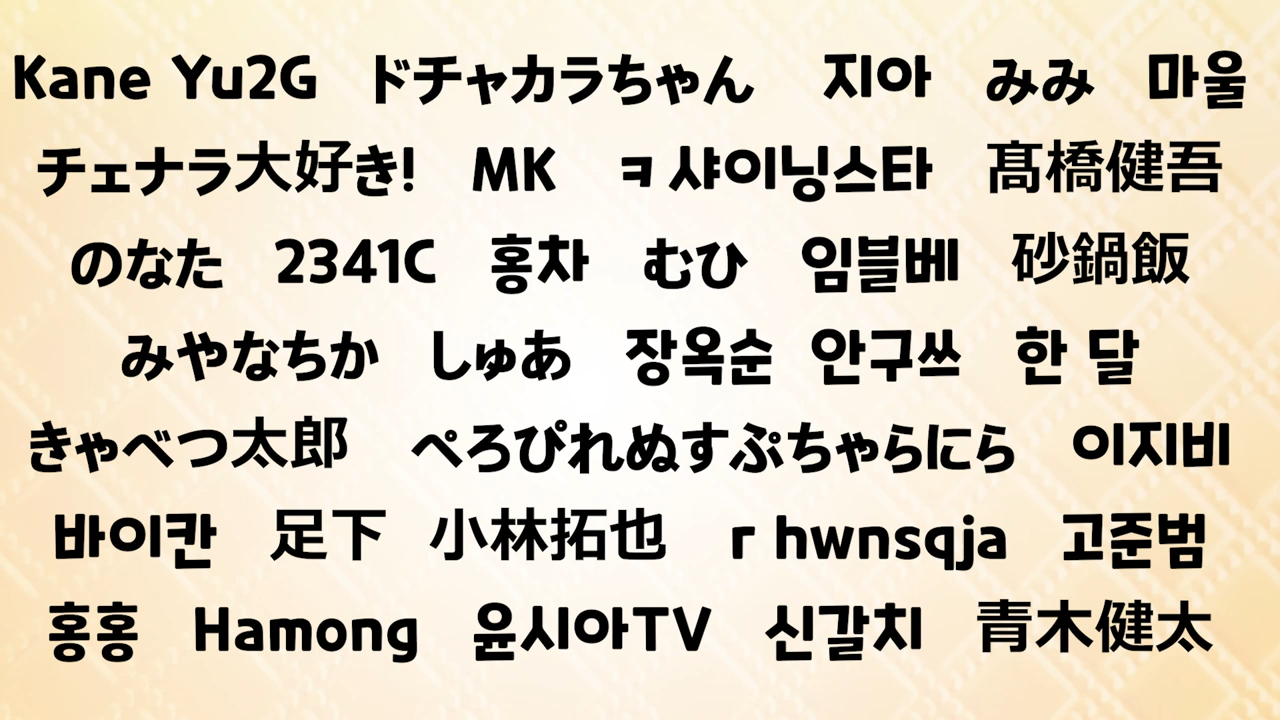 Kane Yu2G ドチャカラちゃん 지아 みみ 마울
チェナラ大好き! MK ㅋ 샤이닝스타 髙橋健吾
のなた 2341C 홍차 むひ 임블베 砂鍋飯
みやなちか しゅあ 장옥순 안구쓰 한 달
きゃべつ太郎 ぺろぴれぬすぷちゃらにら 이지비
바이칸 足下 小林拓也 r hwnsqja 고준범
홍홍 Hamong 윤시아TV 신갈치 青木健太